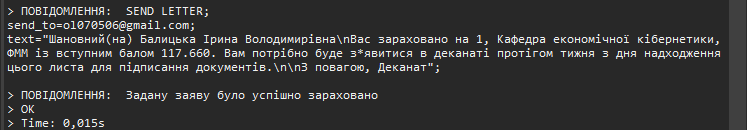 > ПОВІДОМЛЕННЯ:  SEND LETTER;
send_to=ol070506@gmail.com;
text="Шановний(на) Балицька Ірина Володимирівна\nВас зараховано на 1, Кафедра економічної кібернетики,
ФММ із вступним балом 117.660. Вам потрібно буде з*явитися в деканаті протігом тижня з дня надходження
цього листа для підписання документів.\n\nЗ повагою, Деканат";
> ПОВІДОМЛЕННЯ:  Задану заяву було успішно зараховано
> OK
> Time: 0,015s